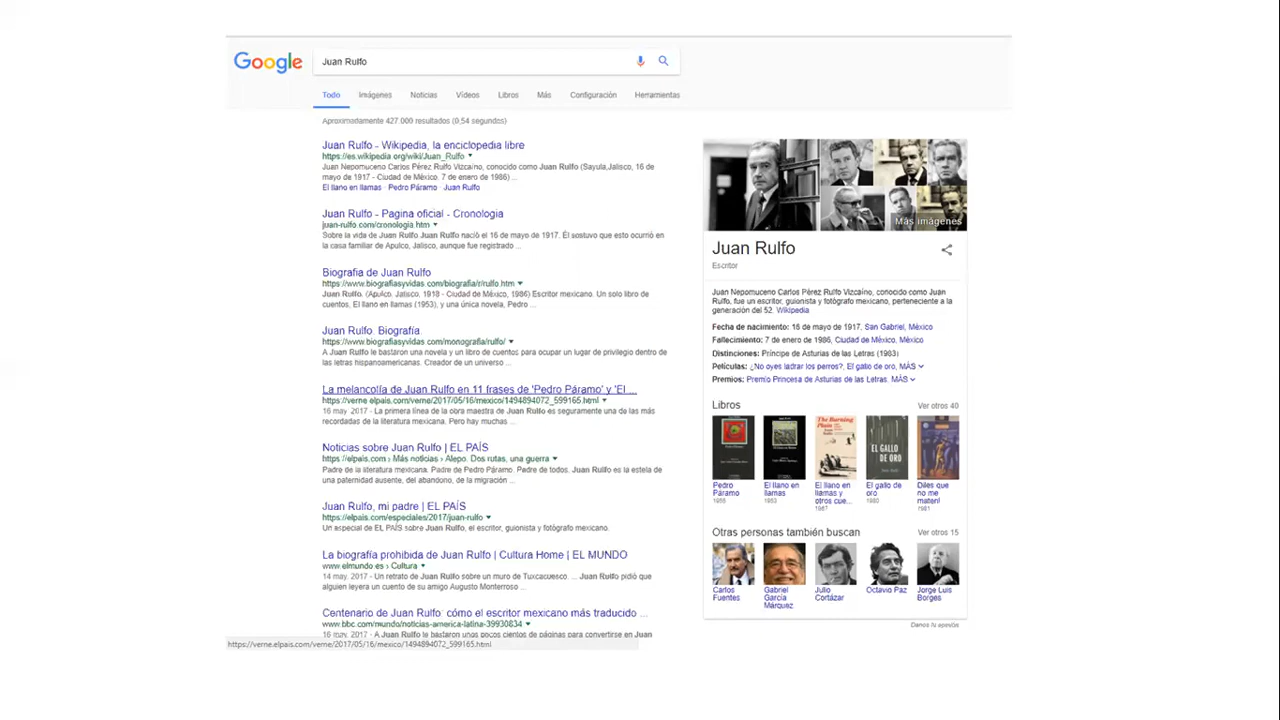 Google
Juan Rulfo
Todo Imágenes Noticias Vídeos Libros Más Configuración Herramientas
Aproximadamente 427.000 resultados (0,54 segundos)
Juan Rulfo - Wikipedia, la enciclopedia libre
https://es.wikipedia.org/wiki/Juan_Rulfo
Juan Nepomuceno Carlos Pérez Rulfo Vizcaíno, conocido como Juan Rulfo (Sayula,Jalisco, 16 de
mayo de 1917 - Ciudad de México. 7 de enero de 1986) ...
El llano en llamas · Pedro Páramo · Juan Rulfo
Juan Rulfo - Pagina oficial - Cronologia
juan-rulfo.com/cronologia.htm
Sobre la vida de Juan Rulfo Juan Rulfo nació el 16 de mayo de 1917. Él sostuvo que esto ocurrió en
la casa familiar de Apulco, Jalisco, aunque fue registrado ...
Biografia de Juan Rulfo
https://www.biografiasyvidas.com/biografia/r/rulfo.htm
Juan Rulfo. (Apulco, Jalisco, 1918 - Ciudad de México, 1986) Escritor mexicano. Un solo libro de
cuentos, El llano en llamas (1953), y una única novela, Pedro ...
Juan Rulfo. Biografía.
https://www.biografiasyvidas.com/monografia/rulfo/
A Juan Rulfo le bastaron una novela y un libro de cuentos para ocupar un lugar de privilegio dentro de
las letras hispanoamericanas. Creador de un universo ...
La melancolía de Juan Rulfo en 11 frases de 'Pedro Páramo' y 'El ...
https://verne.elpais.com/verne/2017/05/16/mexico/1494894072_599165.html
16 may. 2017 - La primera línea de la obra maestra de Juan Rulfo es seguramente una de las más
recordadas de la literatura mexicana. Pero hay muchas ...
Noticias sobre Juan Rulfo | EL PAÍS
https://elpais.com › Más noticias › Alepo. Dos rutas, una guerra
Padre de la literatura mexicana. Padre de Pedro Páramo. Padre de todos. Juan Rulfo es la estela de
una paternidad ausente, del abandono, de la migración ...
Juan Rulfo, mi padre | EL PAÍS
https://elpais.com/especiales/2017/juan-rulfo
Un especial de EL PAÍS sobre Juan Rulfo, el escritor, guionista y fotógrafo mexicano.
La biografía prohibida de Juan Rulfo | Cultura Home | EL MUNDO
www.elmundo.es › Cultura
14 may. 2017 - Un retrato de Juan Rulfo sobre un muro de Tuxcacuesco. ... Juan Rulfo pidió que
alguien leyera un cuento de su amigo Augusto Monterroso ...
Centenario de Juan Rulfo: cómo el escritor mexicano más traducido ...
www.bbc.com/mundo/noticias-america-latina-39930834
16 may. 2017 - A Juan Rulfo le bastaron unos pocos cientos de páginas para convertirse en Juan
https://verne.elpais.com/verne/2017/05/16/mexico/1494894072_599165.html
Más imágenes
Juan Rulfo
Escritor
Juan Nepomuceno Carlos Pérez Rulfo Vizcaíno, conocido como Juan
Rulfo, fue un escritor, guionista y fotógrafo mexicano, perteneciente a la
generación del 52. Wikipedia
Fecha de nacimiento: 16 de mayo de 1917, San Gabriel, México
Fallecimiento: 7 de enero de 1986, Ciudad de México, México
Distinciones: Príncipe de Asturias de las Letras (1983)
Películas: ¿No oyes ladrar los perros?, El gallo de oro, MÁS
Premios: Premio Princesa de Asturias de las Letras MÁS
Libros Ver otros 40
The Burning
Plain
EL GALLO
DE ORO
Pedro
Páramo
El llano en
llamas
1953
El llano en
llamas y
otros cue...
1967
El gallo de
oro
1980
Diles que
no me
maten!
1981
Otras personas también buscan Ver otros 15
Carlos
Fuentes
Gabriel
García
Márquez
Julio
Cortázar
Octavio Paz
Jorge Luis
Borges
Danos tu opinión